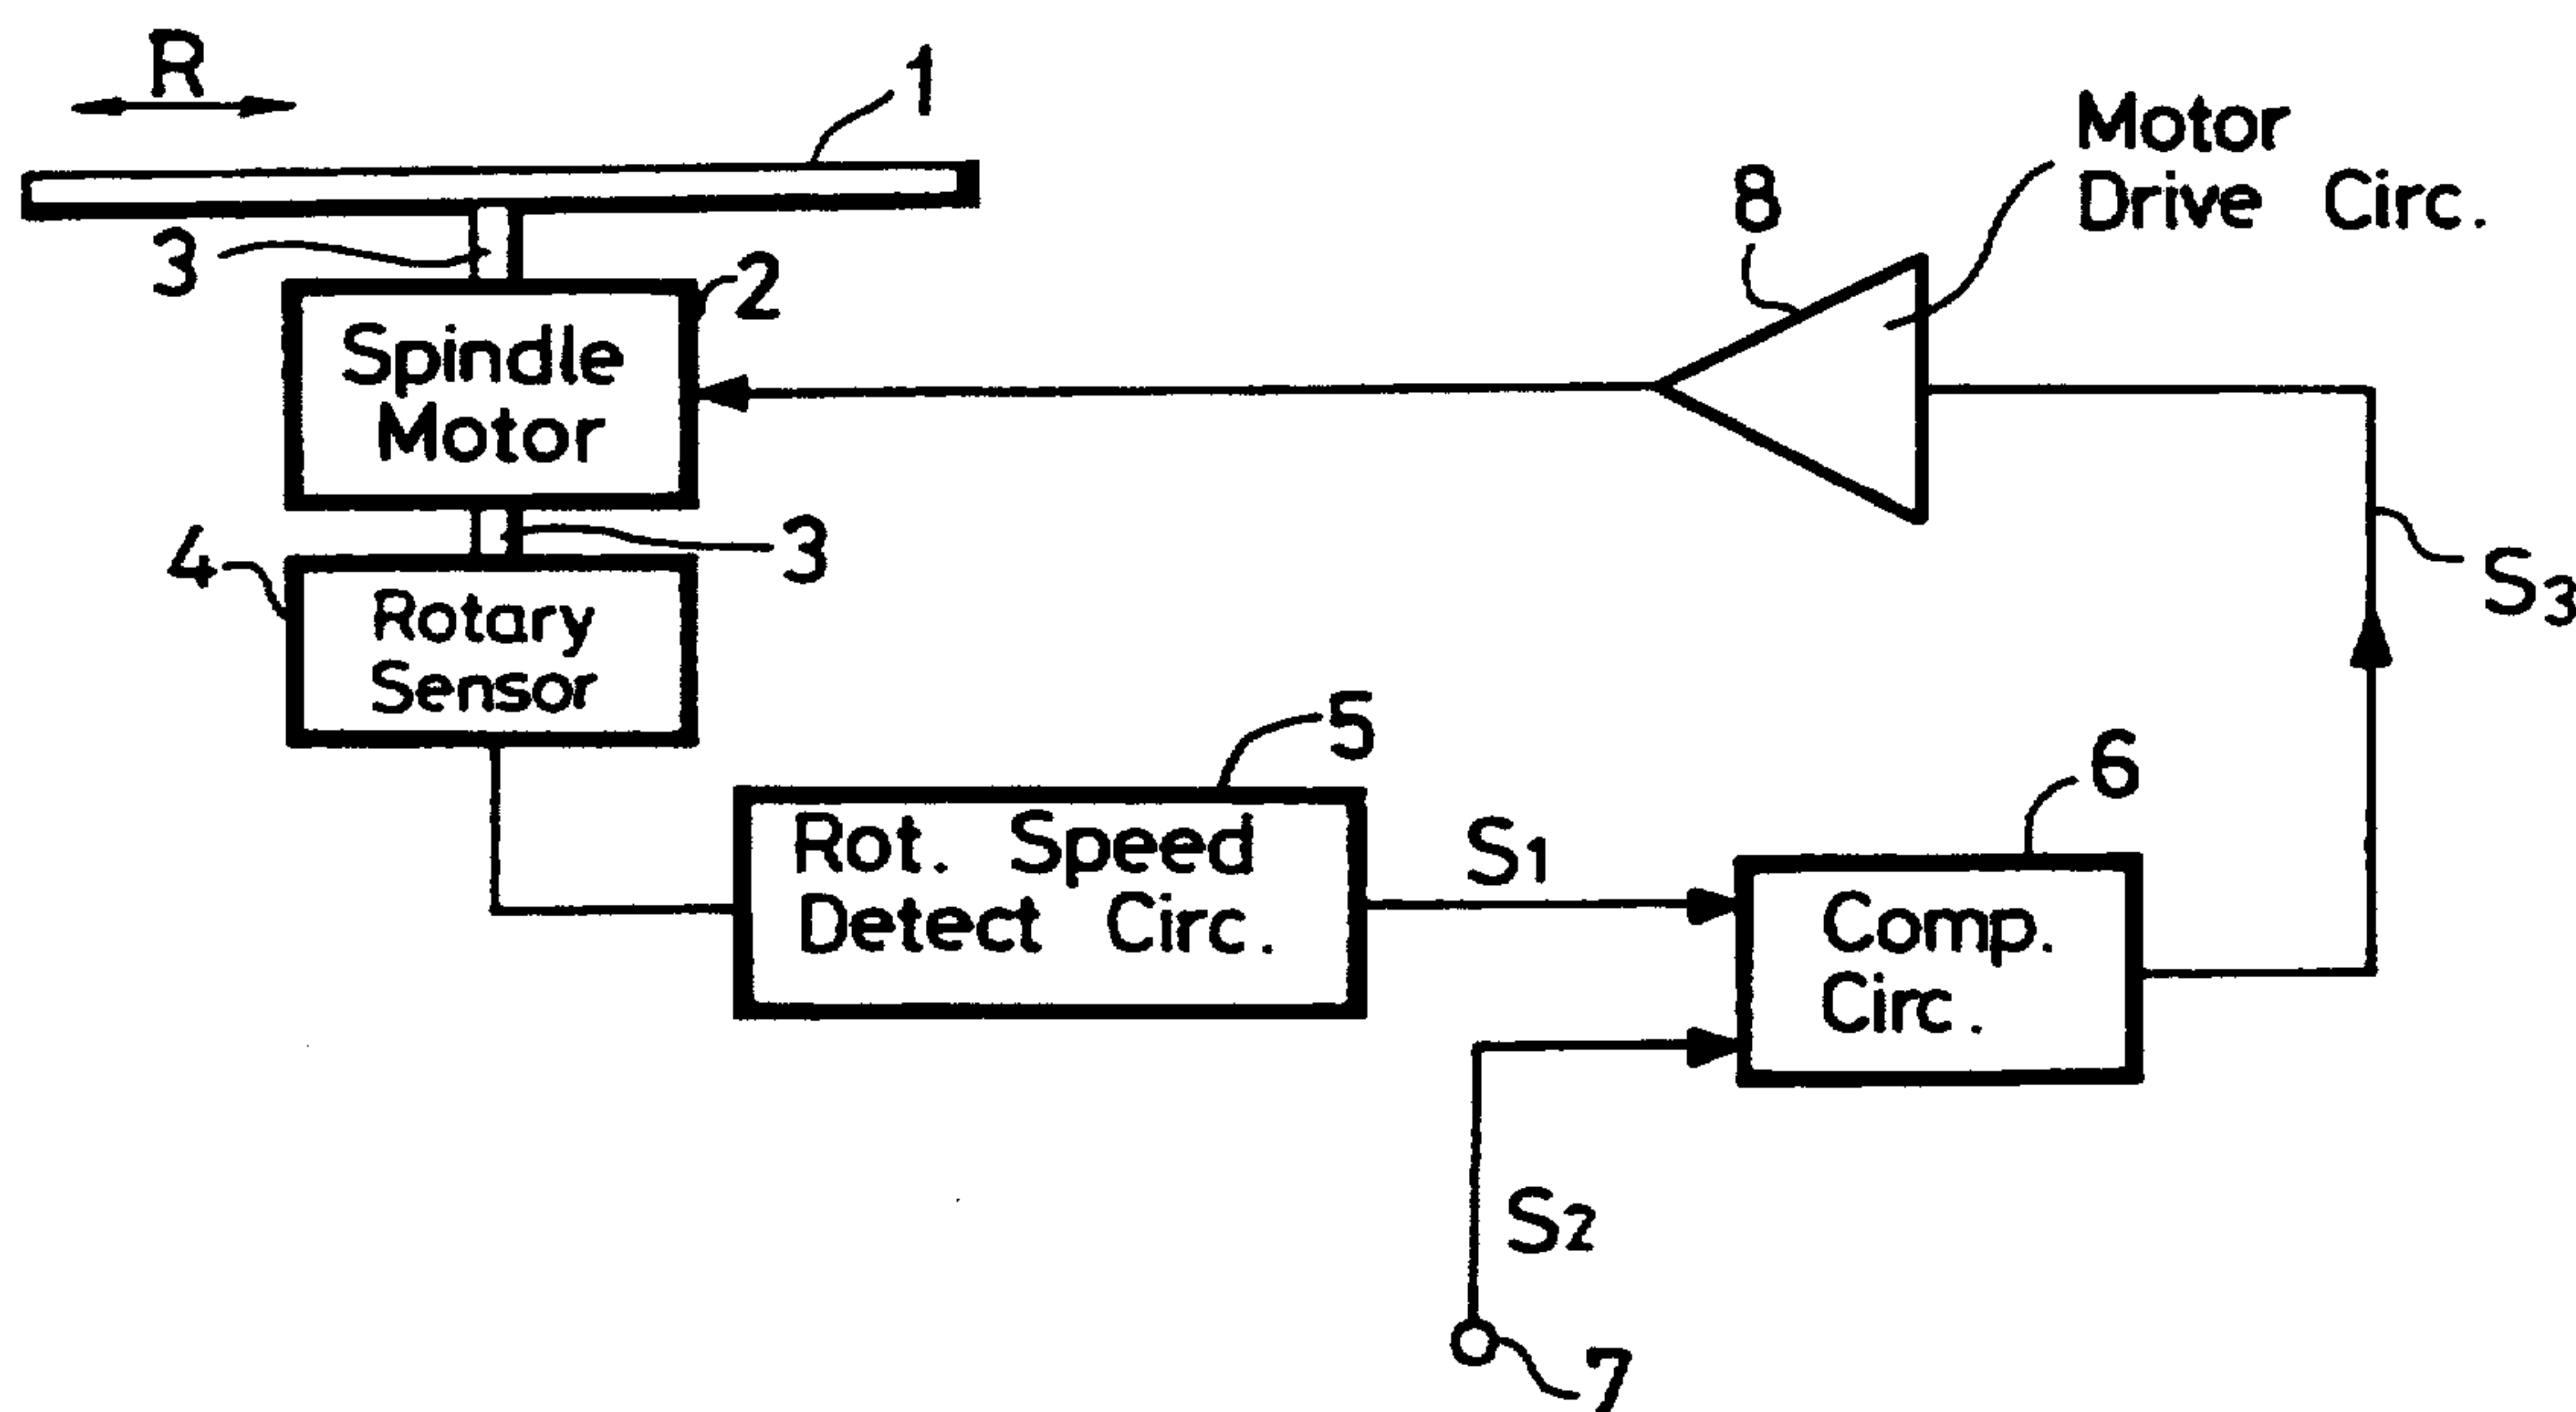 R
1
Motor
Drive Circ.
8
3
2
Spindle
Motor
3
4
S3
Rotary
Sensor
5
6
Rot. Speed
Detect Circ.
S1
Comp.
Circ.
S2
7